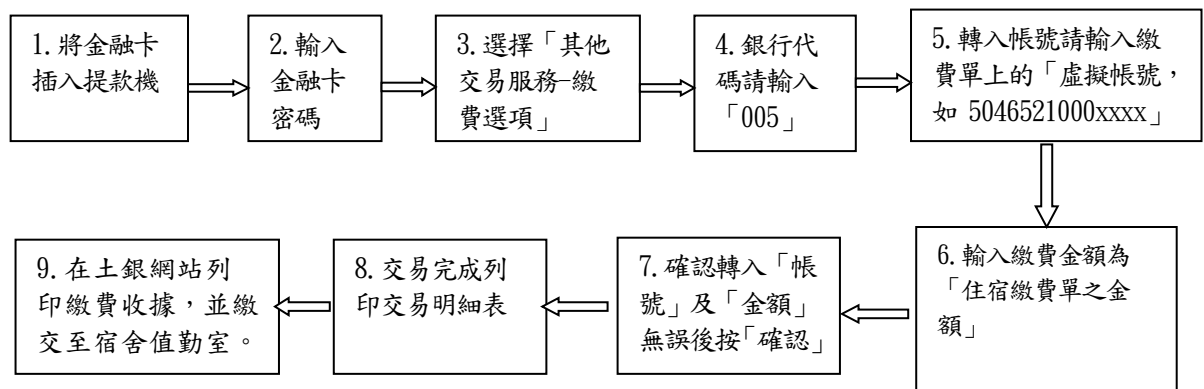 1.將金融卡
插入提款機
2.輸入
金融卡
密碼
3.選擇「其他
交易服務-繳
費選項」
4.銀行代
碼請輸入
「005」
5.轉入帳號請輸入繳
費單上的「虛擬帳號，
如 5046521000xxxx」
6.輸入繳費金額為
「住宿繳費單之金
額」
7.確認轉入「帳
號」及「金額」
無誤後按「確認」
8.交易完成列
印交易明細表
9.在土銀網站列
印繳費收據，並繳
交至宿舍值勤室。